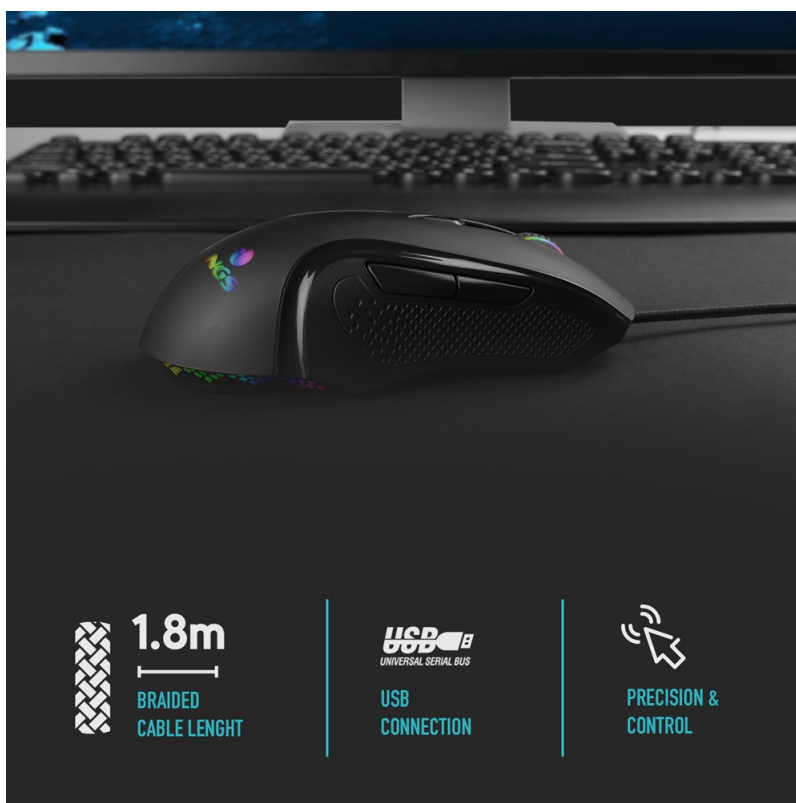 NGS
1.8m
BRAIDED
CABLE LENGHT
USB
UNIVERSAL SERIAL BUS
USB
CONNECTION
PRECISION &
CONTROL